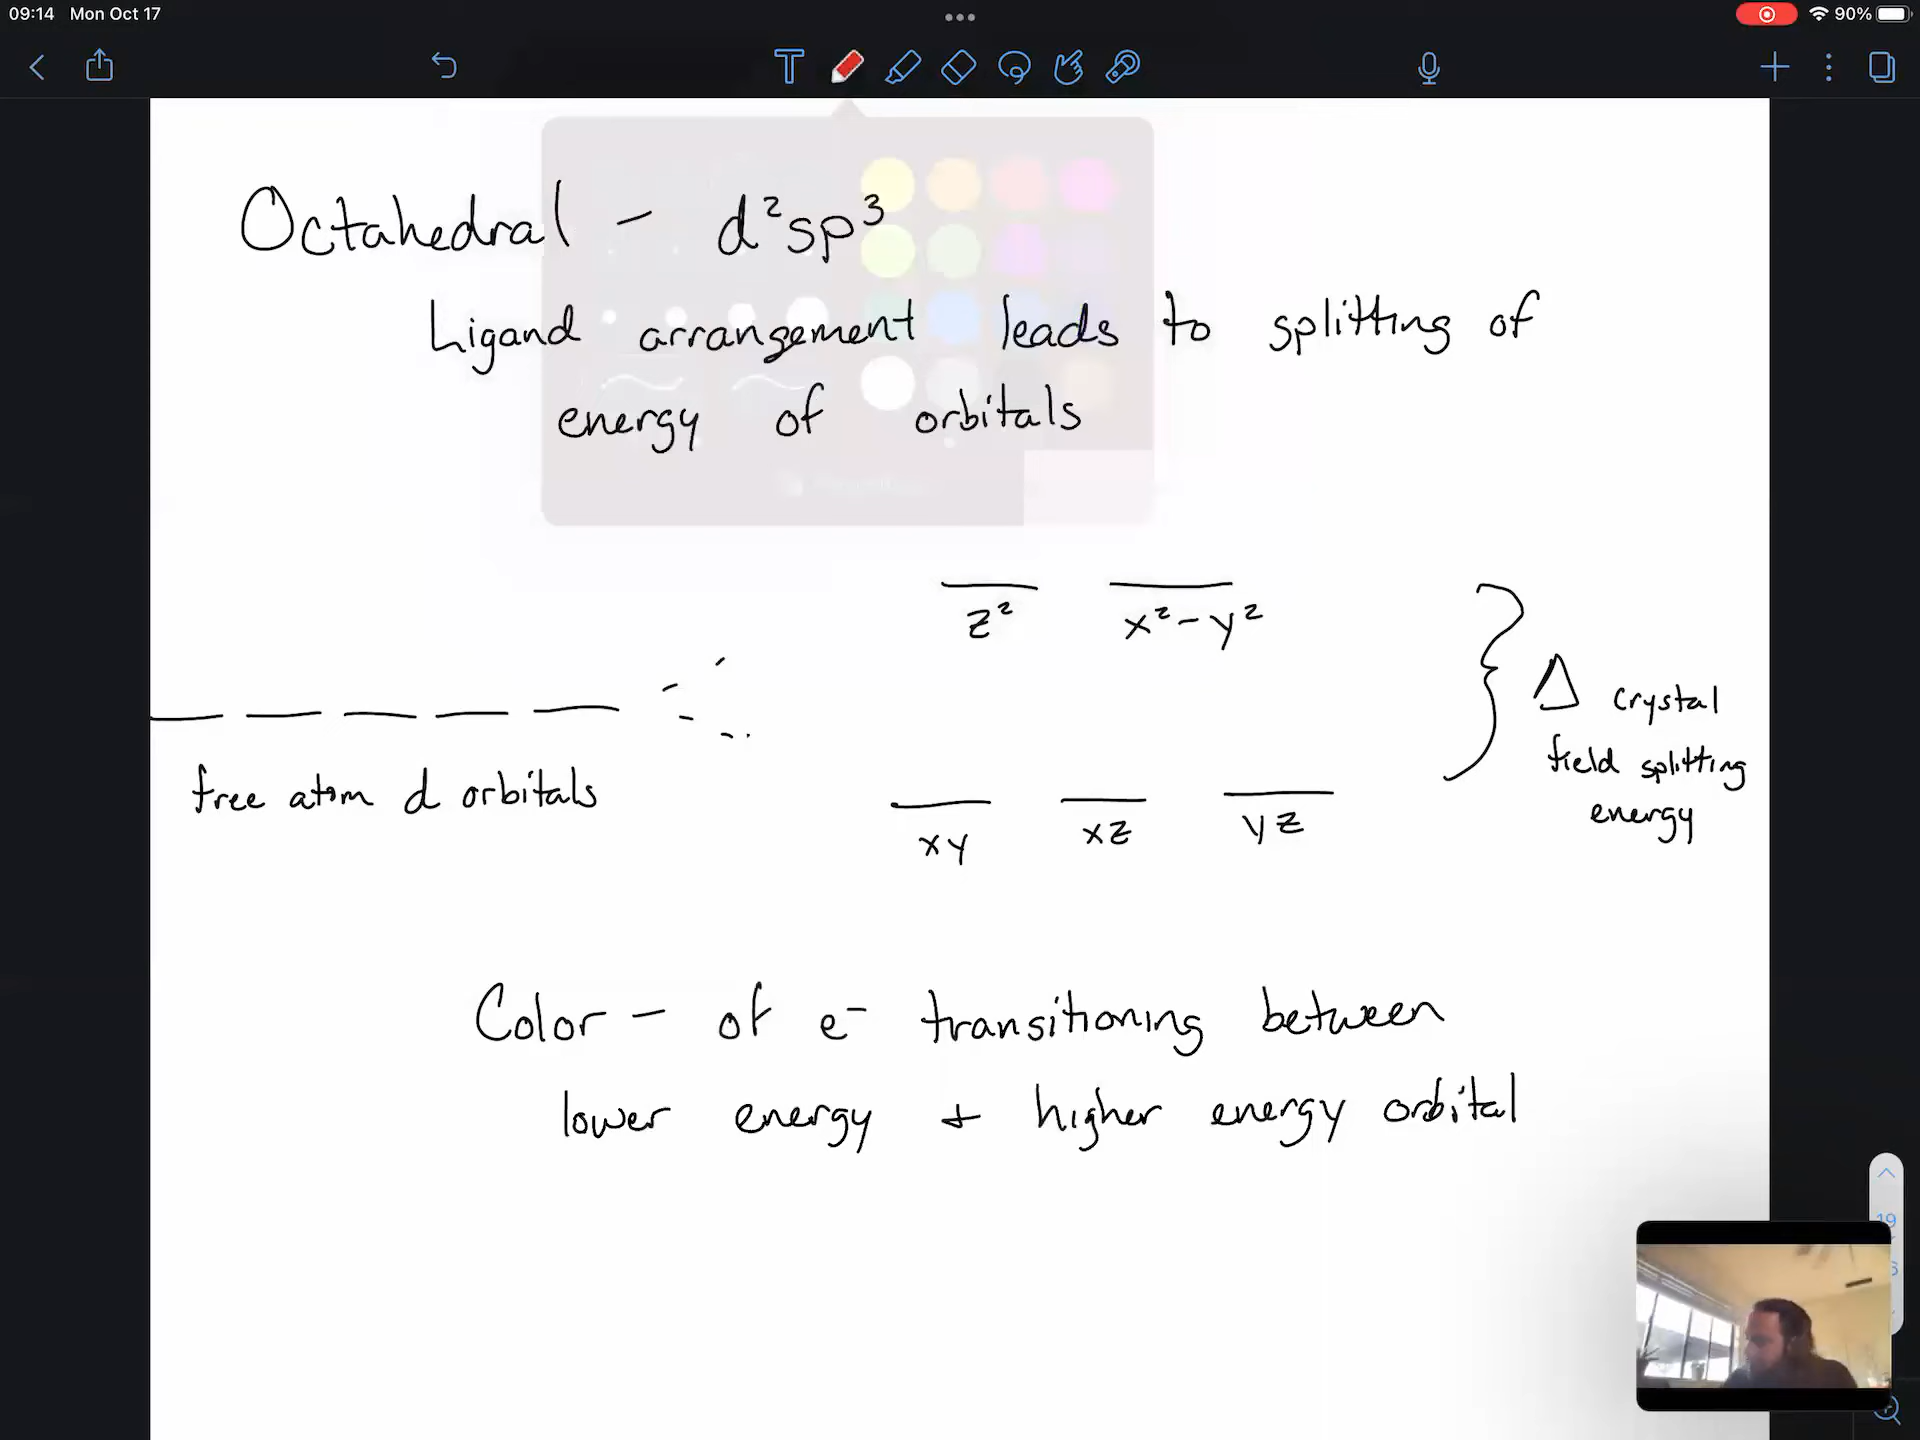 09:14 Mon Oct 17
90%
T
Octahedral – d²sp³
Ligand arrangement leads to splitting of
energy of orbitals
z² x²-y²
Δ crystal
field splitting
energy
free atom d orbitals
xy xz yz
Color – of e⁻ transitioning between
lower energy + higher energy orbital
19